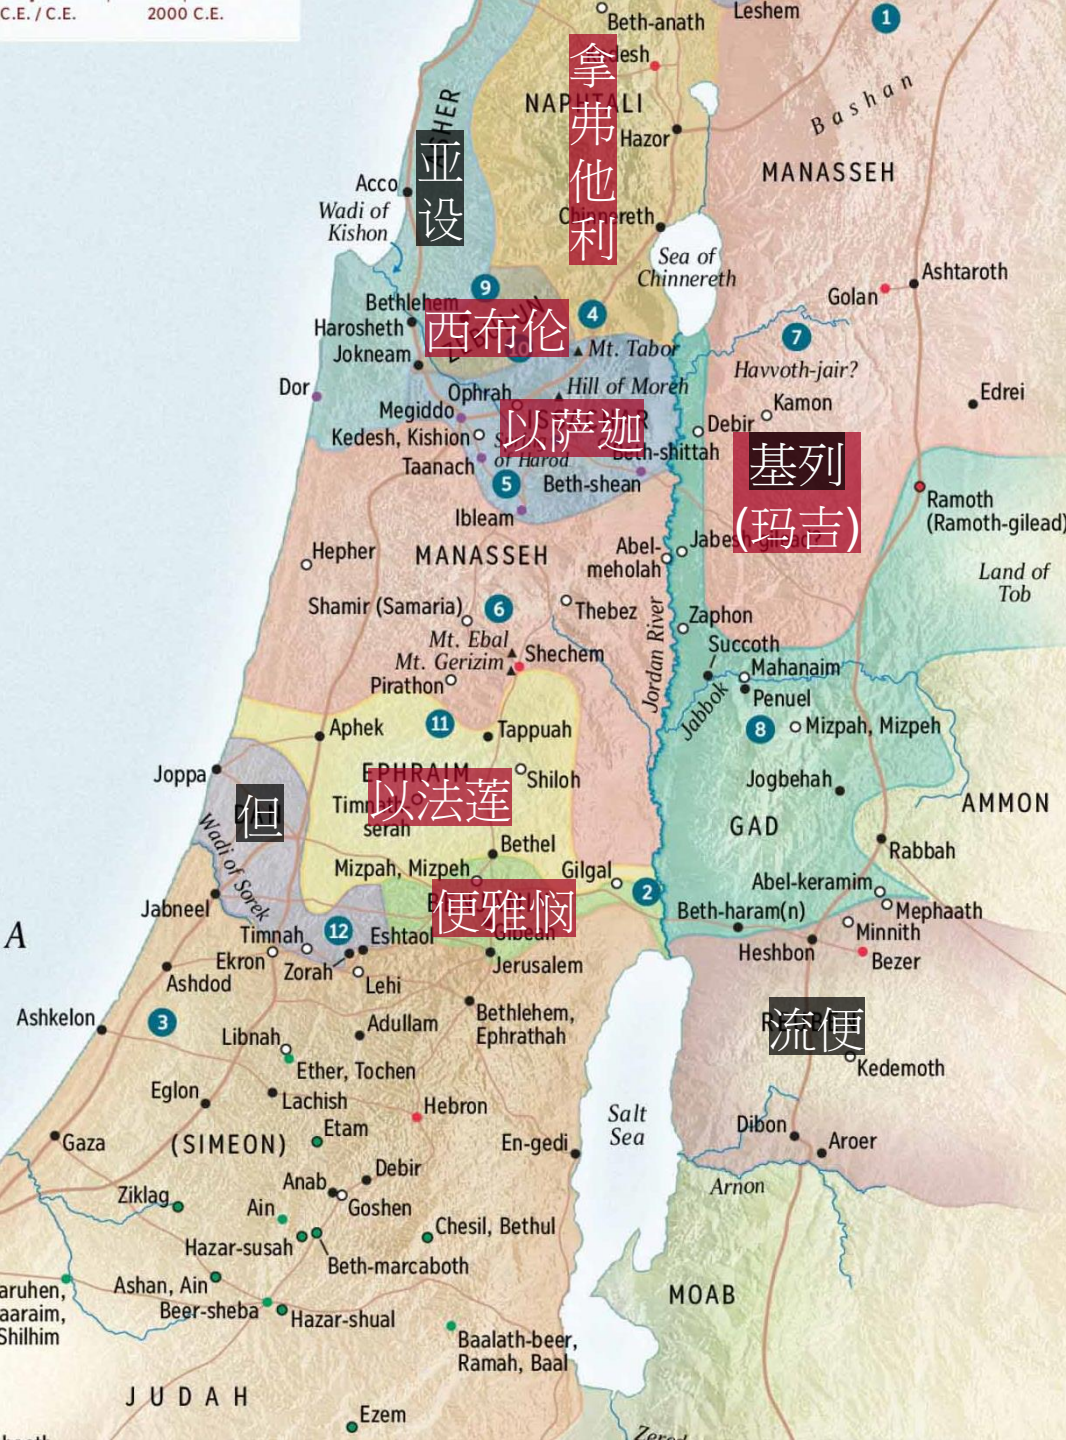 C.E. / C.E.
2000 C.E.
Beth-anath
Leshem
1
拿弗他利
NAPHTALI
Hazor
Bashan
MANASSEH
ASHER
亚设
Acco
Wadi of
Kishon
Chinnereth
Sea of
Chinnereth
Ashtaroth
Golan
9
Bethlehem
西布伦
4
7
Harosheth
10
Jokneam
Mt. Tabor
Havvoth-jair?
Dor
Ophrah
Hill of Moreh
Edrei
Megiddo
以萨迦
Kamon
Debir
Kedesh, Kishion
of Harod
Beth-shittah
基列
(玛吉)
Taanach
5
Beth-shean
Ramoth
(Ramoth-gilead)
Ibleam
Hepher
MANASSEH
Abel-
meholah
Jabesh-gilead?
Land of
Tob
Shamir (Samaria)
6
Thebez
Zaphon
Mt. Ebal
Mt. Gerizim
Shechem
Jordan River
Succoth
Mahanaim
Pirathon
Jabbok
Penuel
Aphek
11
Tappuah
8
Mizpah, Mizpeh
Joppa
EPHRAIM
以法莲
Shiloh
Jogbehah
AMMON
但
Timnath-
serah
GAD
Wadi of Sorek
Bethel
Rabbah
Mizpah, Mizpeh
Gilgal
2
Abel-keramim
Jabneel
便雅悯
Beth-haram(n)
Mephaath
A
Timnah
12
Eshtaol
Gibeah
Minnith
Ekron
Zorah
Jerusalem
Heshbon
Bezer
Ashdod
Lehi
Ashkelon
3
Adullam
Bethlehem,
Ephrathah
流便
Libnah
Ether, Tochen
Kedemoth
Eglon
Lachish
Hebron
Salt
Sea
Gaza
(SIMEON)
Etam
En-gedi
Dibon
Aroer
Debir
Ziklag
Anab
Goshen
Arnon
Ain
Chesil, Bethul
Hazar-susah
Beth-marcaboth
aruhen,
aaraim,
Shilhim
Ashan, Ain
MOAB
Beer-sheba
Hazar-shual
Baalath-beer,
Ramah, Baal
JUDAH
Ezem
Zered